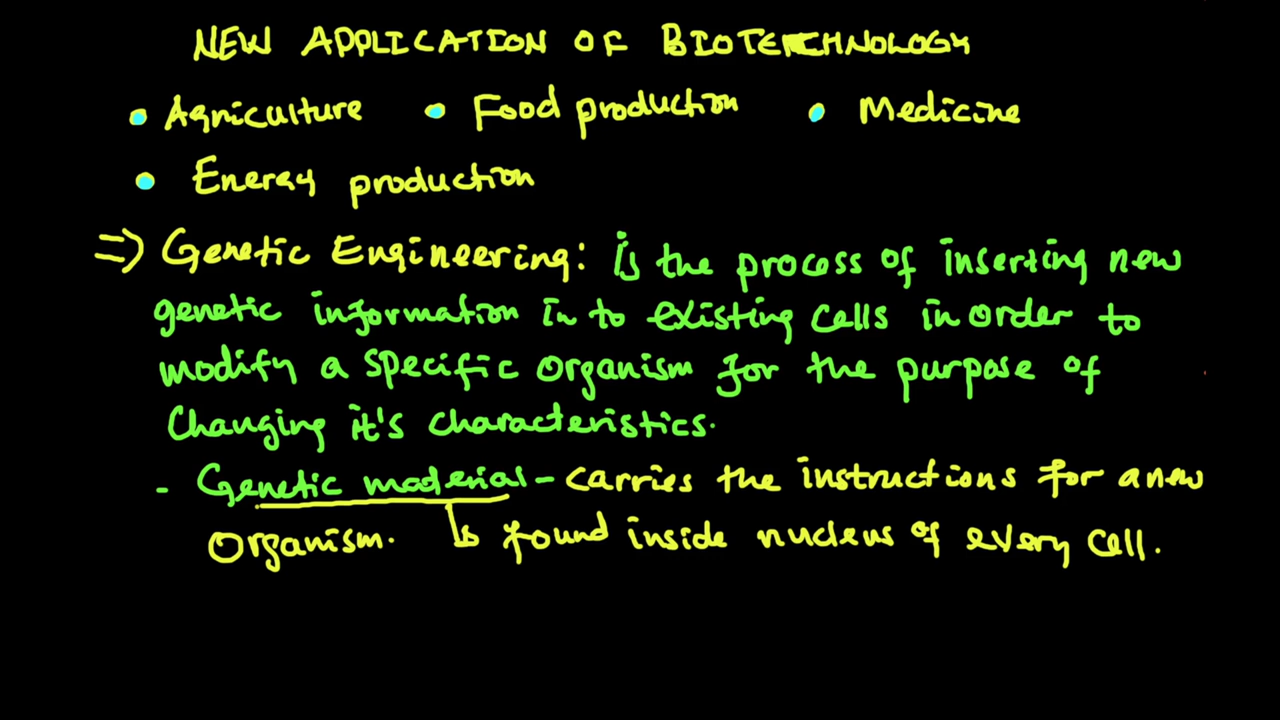 NEW APPLICATION OF BIOTECHNOLOGY
• Agriculture • Food production • Medicine
• Energy production
=> Genetic Engineering: is the process of inserting new
genetic information in to existing cells in order to
modify a specific organism for the purpose of
changing it's characteristics.
- Genetic material - carries the instructions for a new
organism. Is found inside nucleus of every cell.